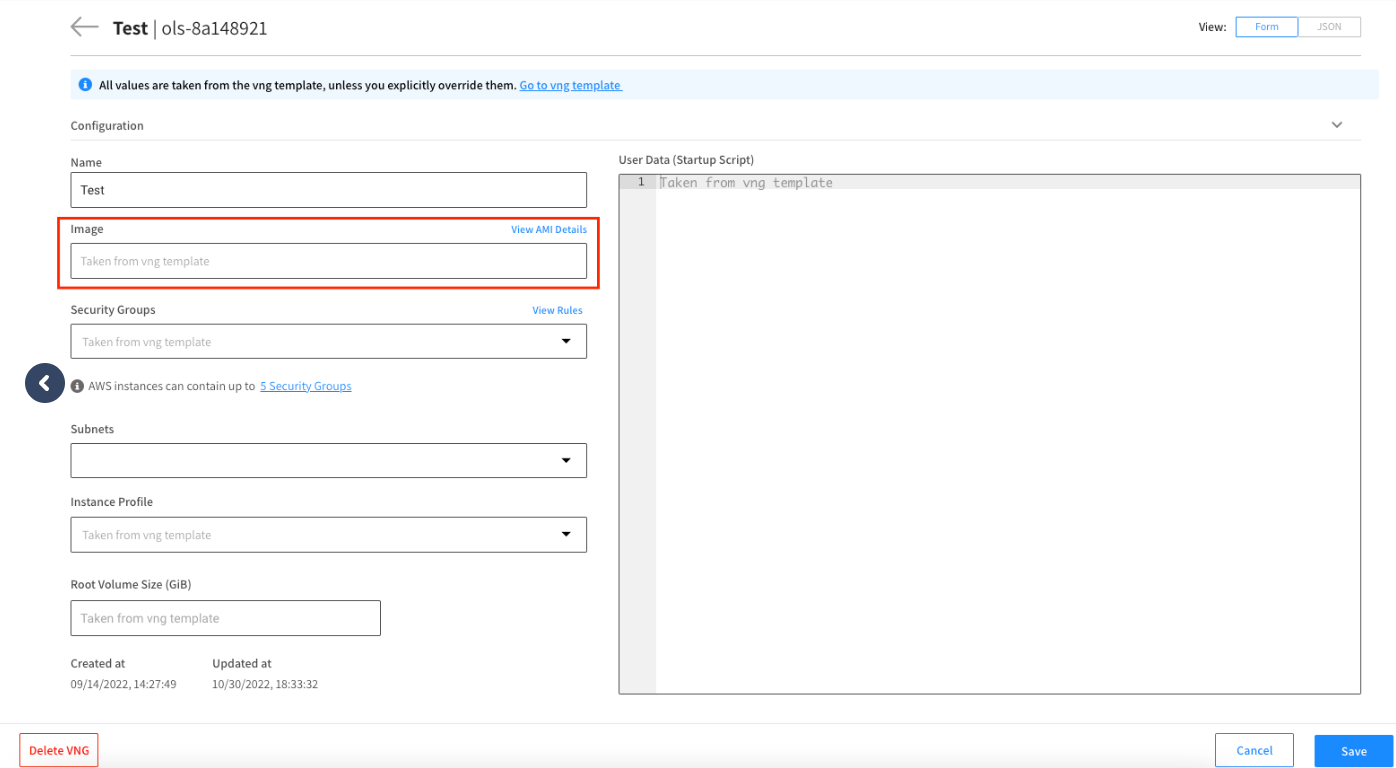 Test | ols-8a148921
View: Form JSON
All values are taken from the vng template, unless you explicitly override them. Go to vng template
Configuration
Name
Test
Image View AMI Details
Taken from vng template
Security Groups View Rules
Taken from vng template
AWS instances can contain up to 5 Security Groups
Subnets
Instance Profile
Taken from vng template
Root Volume Size (GiB)
Taken from vng template
Created at Updated at
09/14/2022, 14:27:49 10/30/2022, 18:33:32
User Data (Startup Script)
1 Taken from vng template
Delete VNG
Cancel
Save